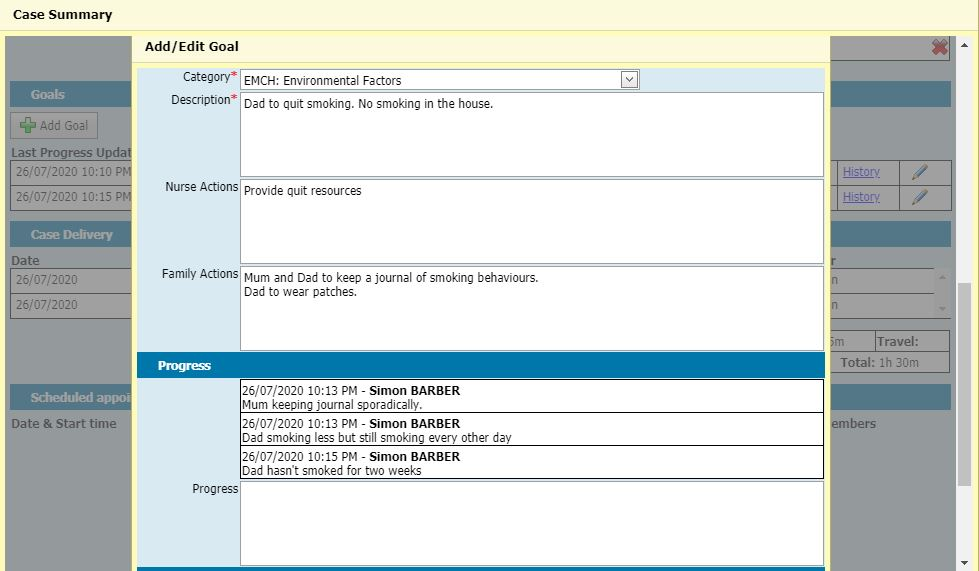 Case Summary
Add/Edit Goal
Category*
EMCH: Environmental Factors
Description*
Dad to quit smoking. No smoking in the house.
Nurse Actions
Provide quit resources
Family Actions
Mum and Dad to keep a journal of smoking behaviours.
Dad to wear patches.
Progress
26/07/2020 10:13 PM - Simon BARBER
Mum keeping journal sporadically.
26/07/2020 10:13 PM - Simon BARBER
Dad smoking less but still smoking every other day
26/07/2020 10:15 PM - Simon BARBER
Dad hasn't smoked for two weeks
Progress
Goals
Add Goal
Last Progress Updat
26/07/2020 10:10 PM
History
26/07/2020 10:15 PM
History
Case Delivery
Date
r
26/07/2020
n
26/07/2020
n
5m
Travel:
Total: 1h 30m
Scheduled appoi
Date & Start time
embers